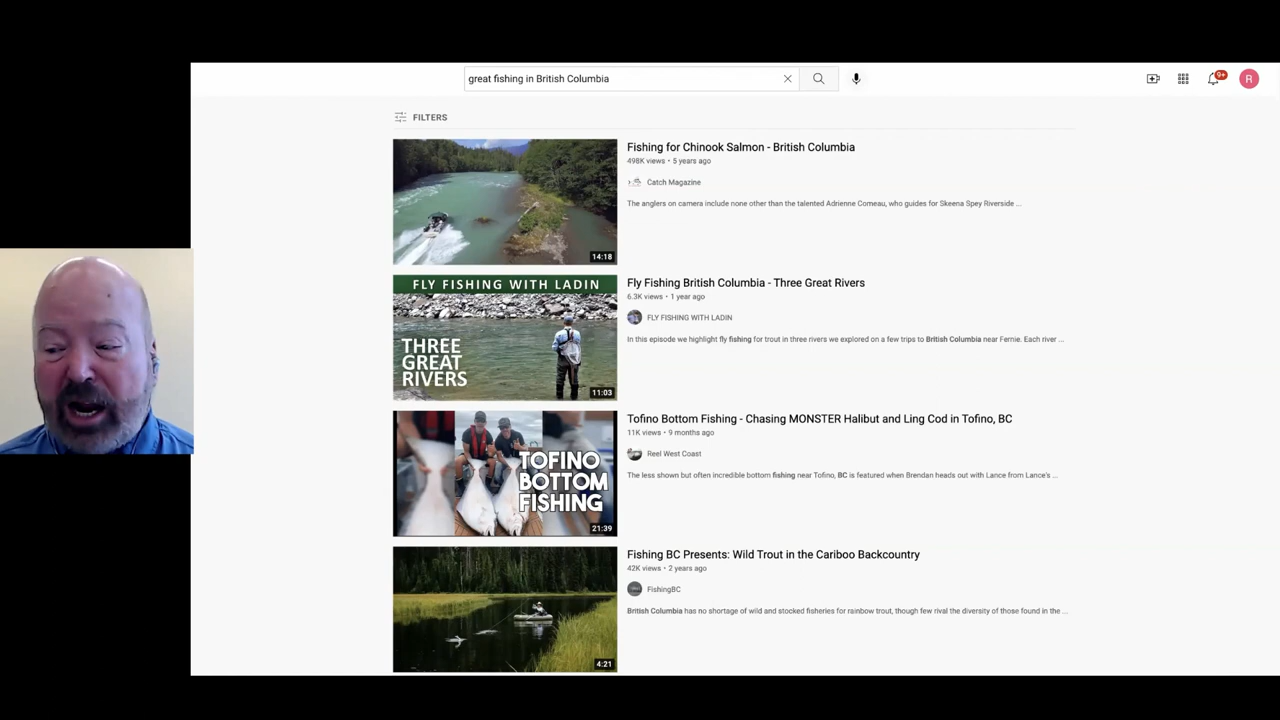 great fishing in British Columbia
9+
R
FILTERS
14:18
Fishing for Chinook Salmon - British Columbia
498K views • 5 years ago
Catch Magazine
The anglers on camera include none other than the talented Adrienne Comeau, who guides for Skeena Spey Riverside ...
FLY FISHING WITH LADIN
THREE
GREAT
RIVERS
11:03
Fly Fishing British Columbia - Three Great Rivers
6.3K views • 1 year ago
FLY FISHING WITH LADIN
In this episode we highlight fly fishing for trout in three rivers we explored on a few trips to British Columbia near Fernie. Each river ...
TOFINO
BOTTOM
FISHING
21:39
Tofino Bottom Fishing - Chasing MONSTER Halibut and Ling Cod in Tofino, BC
11K views • 9 months ago
Reel West Coast
The less shown but often incredible bottom fishing near Tofino, BC is featured when Brendan heads out with Lance from Lance's ...
4:21
Fishing BC Presents: Wild Trout in the Cariboo Backcountry
42K views • 2 years ago
FishingBC
British Columbia has no shortage of wild and stocked fisheries for rainbow trout, though few rival the diversity of those found in the ...